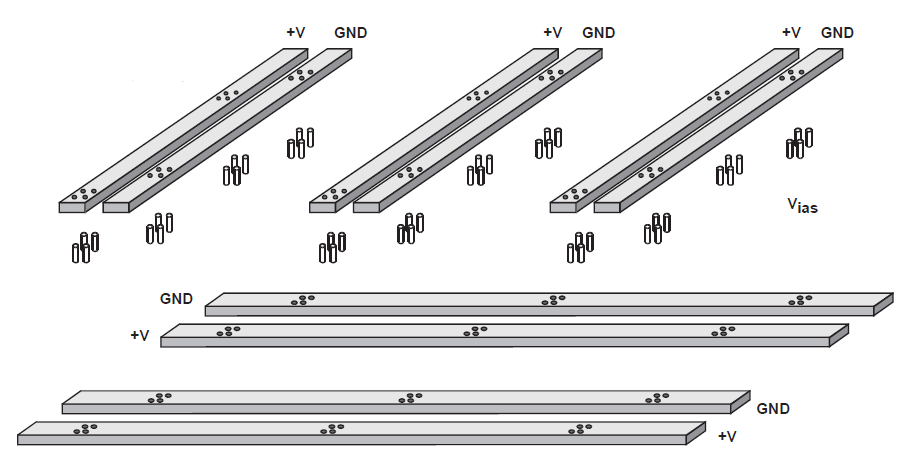 +V GND +V GND +V GND
Vias
GND
+V
GND
+V